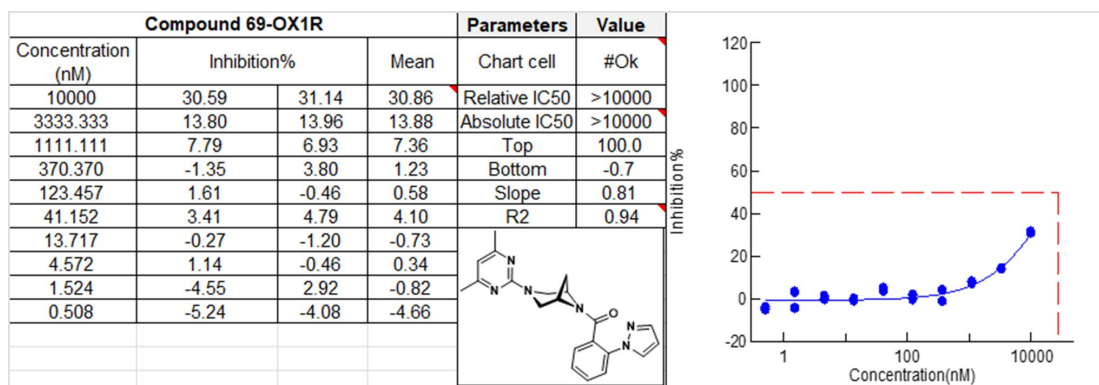 Compound 69-OX1R Parameters Value
Concentration (nM) Inhibition% Mean Chart cell #Ok
10000 30.59 31.14 30.86 Relative IC50 >10000
3333.333 13.80 13.96 13.88 Absolute IC50 >10000
1111.111 7.79 6.93 7.36 Top 100.0
370.370 -1.35 3.80 1.23 Bottom -0.7
123.457 1.61 -0.46 0.58 Slope 0.81
41.152 3.41 4.79 4.10 R2 0.94
13.717 -0.27 -1.20 -0.73
4.572 1.14 -0.46 0.34
1.524 -4.55 2.92 -0.82
0.508 -5.24 -4.08 -4.66
N
N
N
N
O
N
N
Inhibition%
120
100
80
60
40
20
0
-20
1 100 10000
Concentration(nM)